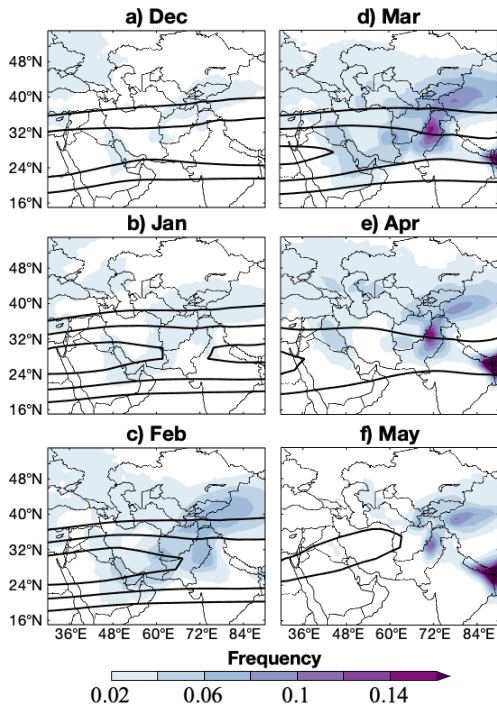 a) Dec
d) Mar
48°N
40°N
32°N
24°N
16°N
b) Jan
e) Apr
48°N
40°N
32°N
24°N
16°N
c) Feb
f) May
48°N
40°N
32°N
24°N
16°N
36°E 48°E 60°E 72°E 84°E 36°E 48°E 60°E 72°E 84°E
Frequency
0.02 0.06 0.1 0.14